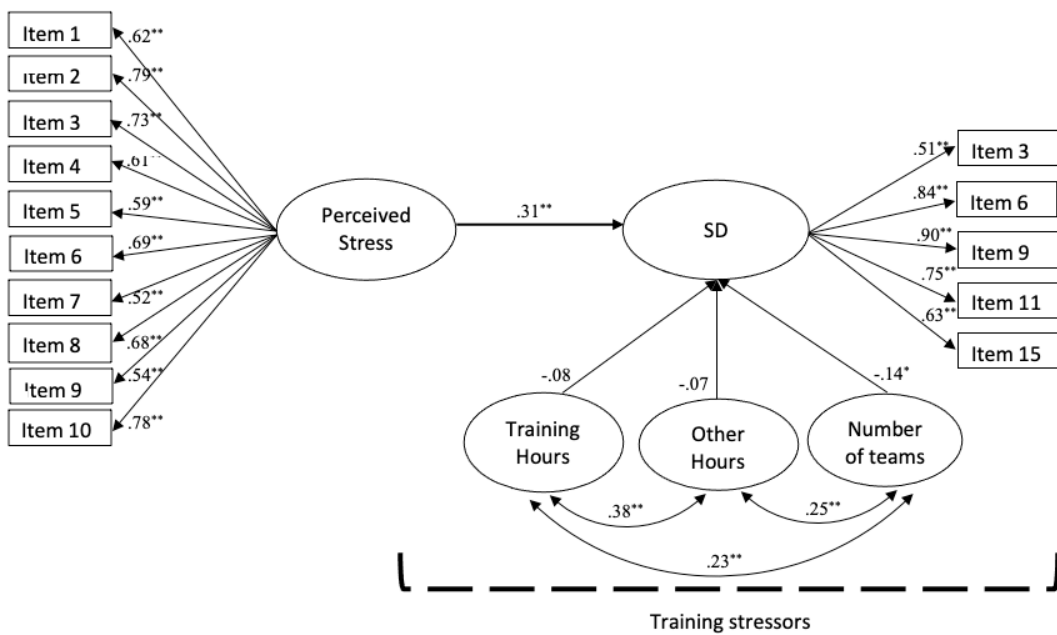 Item 1
.62**
Item 2
.79**
Item 3
.73**
Item 4
.61**
Item 5
.59**
Item 6
.69**
Item 7
.52**
Item 8
.68**
Item 9
.54**
Item 10
.78**
Perceived
Stress
.31**
SD
.51**
Item 3
.84**
Item 6
.90**
Item 9
.75**
Item 11
.63**
Item 15
-.08
-.07
-.14*
Training
Hours
Other
Hours
Number
of teams
.38**
.25**
.23**
Training stressors